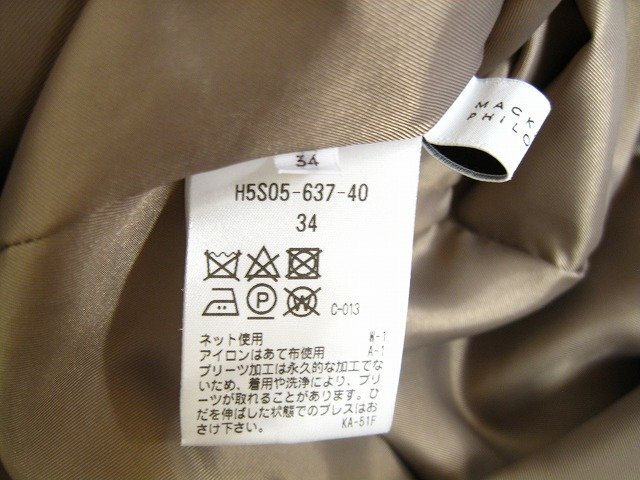 MACK
PHILO
34
H5S05-637-40
34
C-013
ネット使用 W-1
アイロンはあて布使用 A-1
プリーツ加工は永久的な加工でな
いため、着用や洗浄により、プリ
ーツが取れることがあります。ひ
だを伸ばした状態でのプレスはお
さけ下さい。 KA-51F